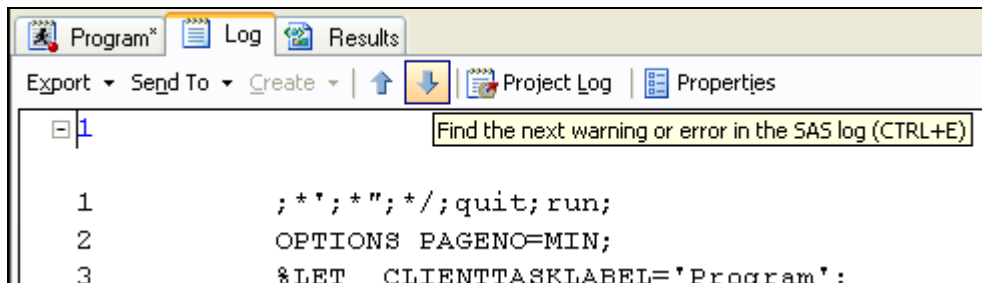 Program* Log Results
Export Send To Create Project Log Properties
1 Find the next warning or error in the SAS log (CTRL+E)
1 ;*';*";*/;quit;run;
2 OPTIONS PAGENO=MIN;
3 %LET _CLIENTTASKLABEL='Program';